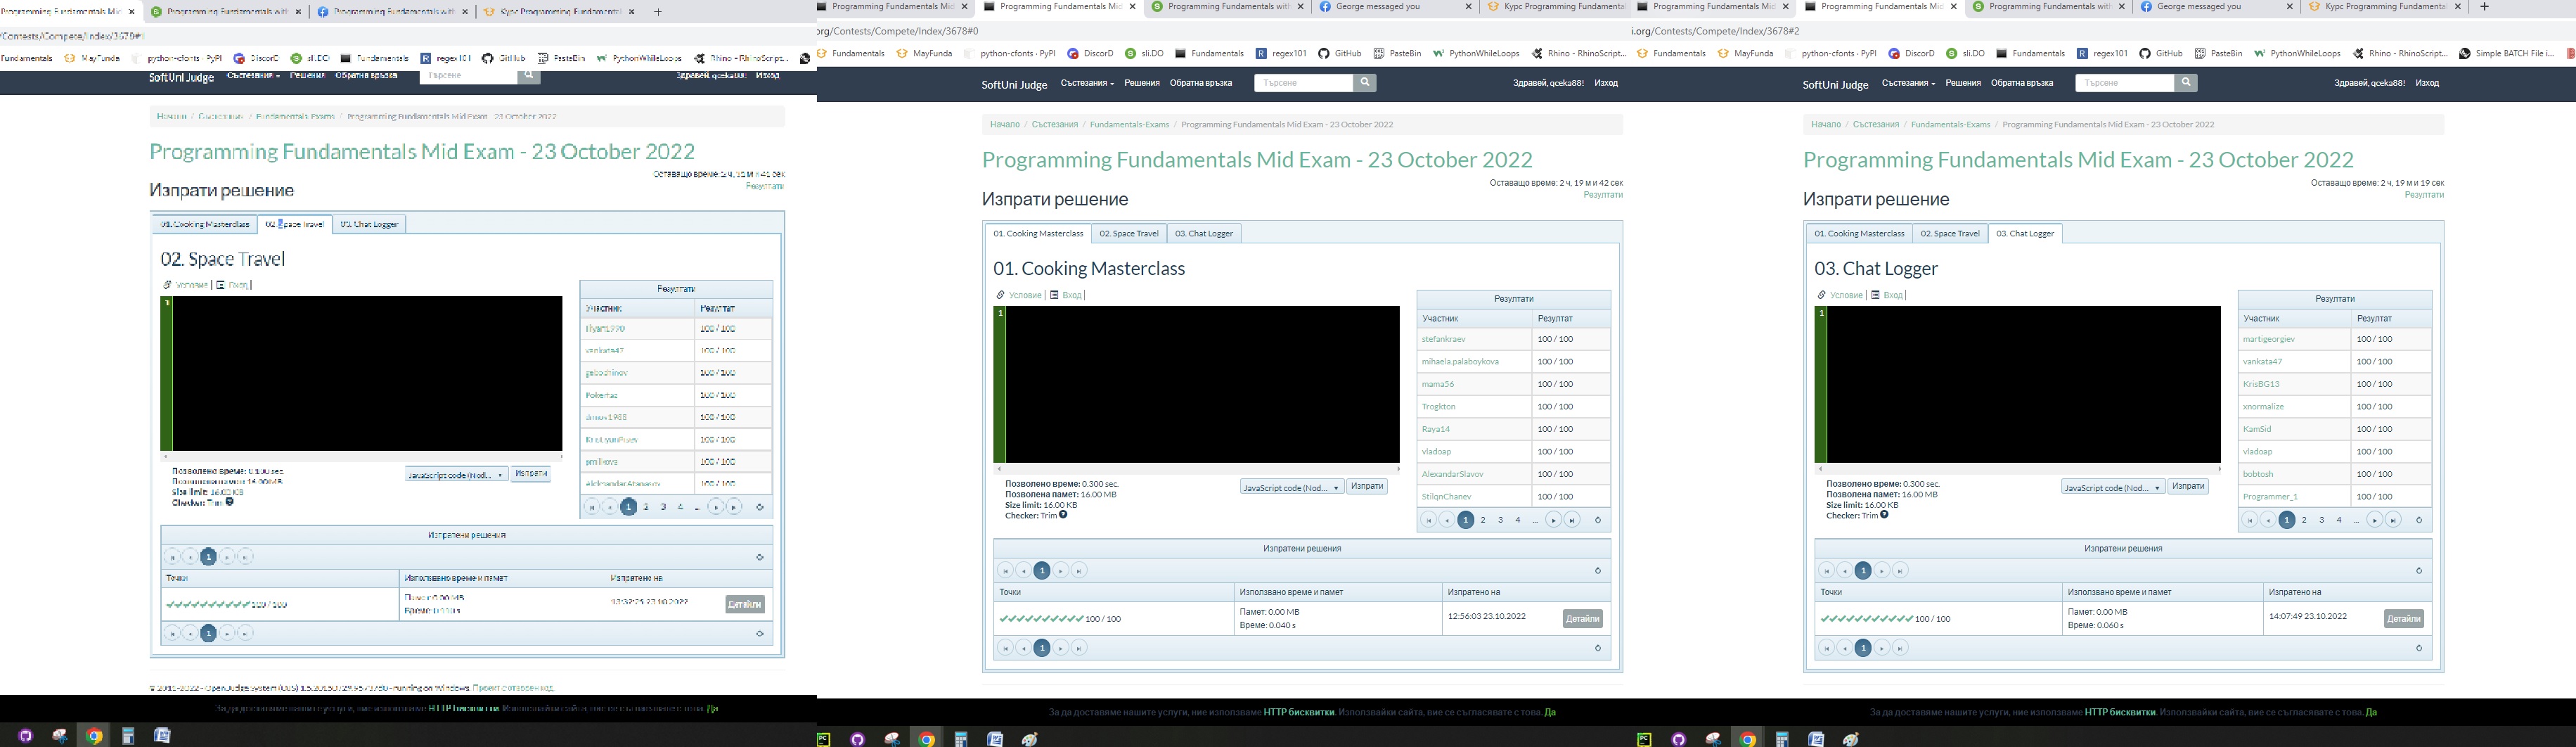 Programming Fundamentals Mid
Programming Fundamentals with
Programming Fundamentals with
Курс Programming Fundamental
/Contests/Compete/Index/3678#1
Fundamentals MayFunda python-cfonts · PyPI DiscorD sli.DO Fundamentals regex101 GitHub PasteBin PythonWhileLoops Rhino - RhinoScript...
SoftUni Judge Състезания Решения Обратна връзка Търсене Здравей, qceka88! Изход
Начало / Състезания / Fundamentals-Exams / Programming Fundamentals Mid Exam - 23 October 2022
Programming Fundamentals Mid Exam - 23 October 2022
Изпрати решение
Резултати
01. Cooking Masterclass 02. Space Travel 03. Chat Logger
02. Space Travel
Условие Вход
1
Резултати
Участник Резултат
100 / 100
vankata47 100 / 100
100 / 100
100 / 100
100 / 100
100 / 100
100 / 100
AleksandarAtanasov 100 / 100
1 2 3 4 ...
Позволено време: 0.100 sec.
Позволена памет: 16.00 MB
Size limit: 16.00 KB
Checker: Trim
JavaScript code (Nod... Изпрати
Изпратени решения
1
Точки Използвано време и памет Изпратено на
100 / 100 Памет: 0.00 MB 13:32:25 23.10.2022 Детайли
Време:
1
© 2011-2022 - Open Judge System (OJS) - running on Windows. Проект с отворен код.
За да доставяме нашите услуги, ние използваме HTTP бисквитки. Използвайки сайта, вие се съгласявате с това. Да
Programming Fundamentals Mid
Programming Fundamentals Mid
Programming Fundamentals with
George messaged you
Курс Programming Fundamenta
org/Contests/Compete/Index/3678#0
Fundamentals MayFunda python-cfonts · PyPI DiscorD sli.DO Fundamentals regex101 GitHub PasteBin PythonWhileLoops Rhino - RhinoScript...
SoftUni Judge Състезания Решения Обратна връзка Търсене Здравей, qceka88! Изход
Начало / Състезания / Fundamentals-Exams / Programming Fundamentals Mid Exam - 23 October 2022
Programming Fundamentals Mid Exam - 23 October 2022
Оставащо време: 2 ч, 19 м и 42 сек
Изпрати решение
Резултати
01. Cooking Masterclass 02. Space Travel 03. Chat Logger
01. Cooking Masterclass
Условие Вход
1
Резултати
Участник Резултат
stefankraev 100 / 100
mihaela.palaboykova 100 / 100
mama56 100 / 100
Trogkton 100 / 100
Raya14 100 / 100
vladoap 100 / 100
AlexandarSlavov 100 / 100
StilqnChanev 100 / 100
1 2 3 4 ...
Позволено време: 0.300 sec.
Позволена памет: 16.00 MB
Size limit: 16.00 KB
Checker: Trim
JavaScript code (Nod... Изпрати
Изпратени решения
1
Точки Използвано време и памет Изпратено на
100 / 100 Памет: 0.00 MB 12:56:03 23.10.2022 Детайли
Време: 0.040 s
1
За да доставяме нашите услуги, ние използваме HTTP бисквитки. Използвайки сайта, вие се съгласявате с това. Да
Programming Fundamentals Mid
Programming Fundamentals Mid
Programming Fundamentals with
George messaged you
Курс Programming Fundamenta
i.org/Contests/Compete/Index/3678#2
Fundamentals MayFunda python-cfonts · PyPI DiscorD sli.DO Fundamentals regex101 GitHub PasteBin PythonWhileLoops Rhino - RhinoScript... Simple BATCH File i...
SoftUni Judge Състезания Решения Обратна връзка Търсене Здравей, qceka88! Изход
Начало / Състезания / Fundamentals-Exams / Programming Fundamentals Mid Exam - 23 October 2022
Programming Fundamentals Mid Exam - 23 October 2022
Оставащо време: 2 ч, 19 м и 19 сек
Изпрати решение
Резултати
01. Cooking Masterclass 02. Space Travel 03. Chat Logger
03. Chat Logger
Условие Вход
1
Резултати
Участник Резултат
martigeorgiev 100 / 100
vankata47 100 / 100
KrisBG13 100 / 100
xnormalize 100 / 100
KamSid 100 / 100
vladoap 100 / 100
bobtosh 100 / 100
Programmer_1 100 / 100
1 2 3 4 ...
Позволено време: 0.300 sec.
Позволена памет: 16.00 MB
Size limit: 16.00 KB
Checker: Trim
JavaScript code (Nod... Изпрати
Изпратени решения
1
Точки Използвано време и памет Изпратено на
100 / 100 Памет: 0.00 MB 14:07:49 23.10.2022 Детайли
Време: 0.060 s
1
За да доставяме нашите услуги, ние използваме HTTP бисквитки. Използвайки сайта, вие се съгласявате с това. Да